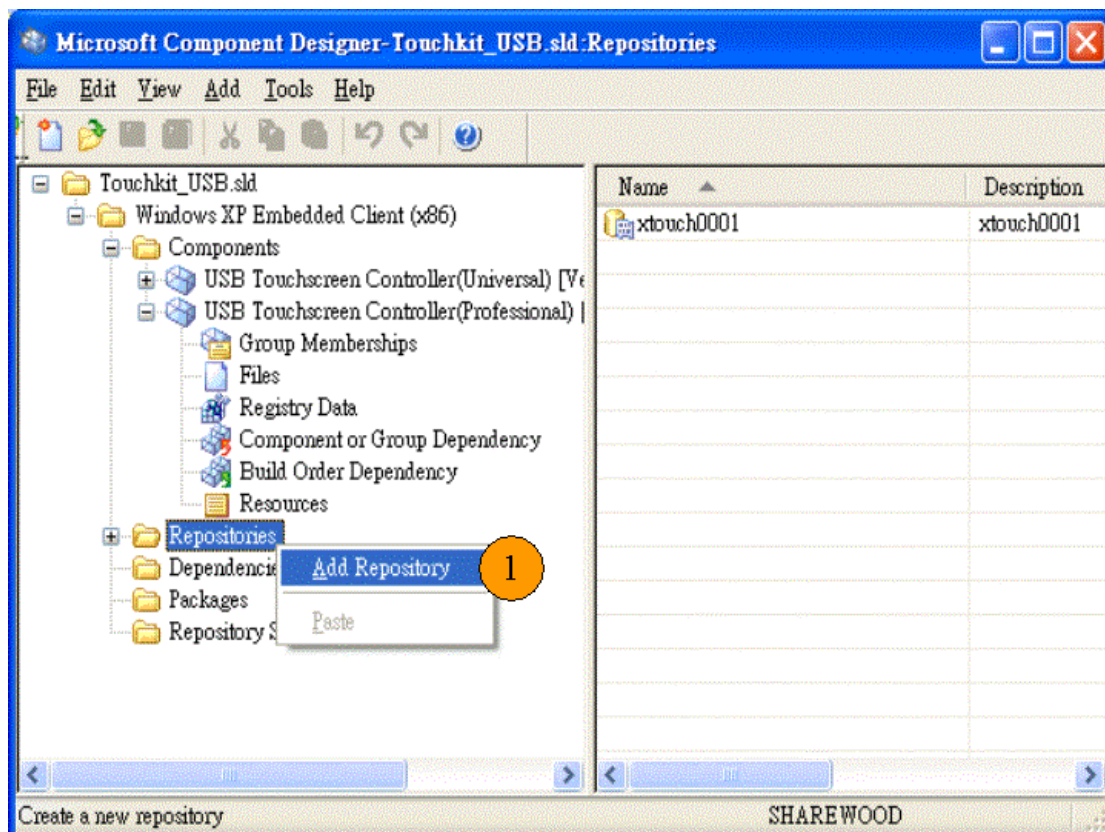 Microsoft Component Designer-Touchkit_USB.sld:Repositories
File Edit View Add Tools Help
Touchkit_USB.sld
Windows XP Embedded Client (x86)
Components
USB Touchscreen Controller(Universal) [Ve
USB Touchscreen Controller(Professional) [
Group Memberships
Files
Registry Data
Component or Group Dependency
Build Order Dependency
Resources
Repositories
Dependencie
Packages
Repository S
Add Repository
1
Paste
Name Description
xtouch0001 xtouch0001
Create a new repository SHAREWOOD